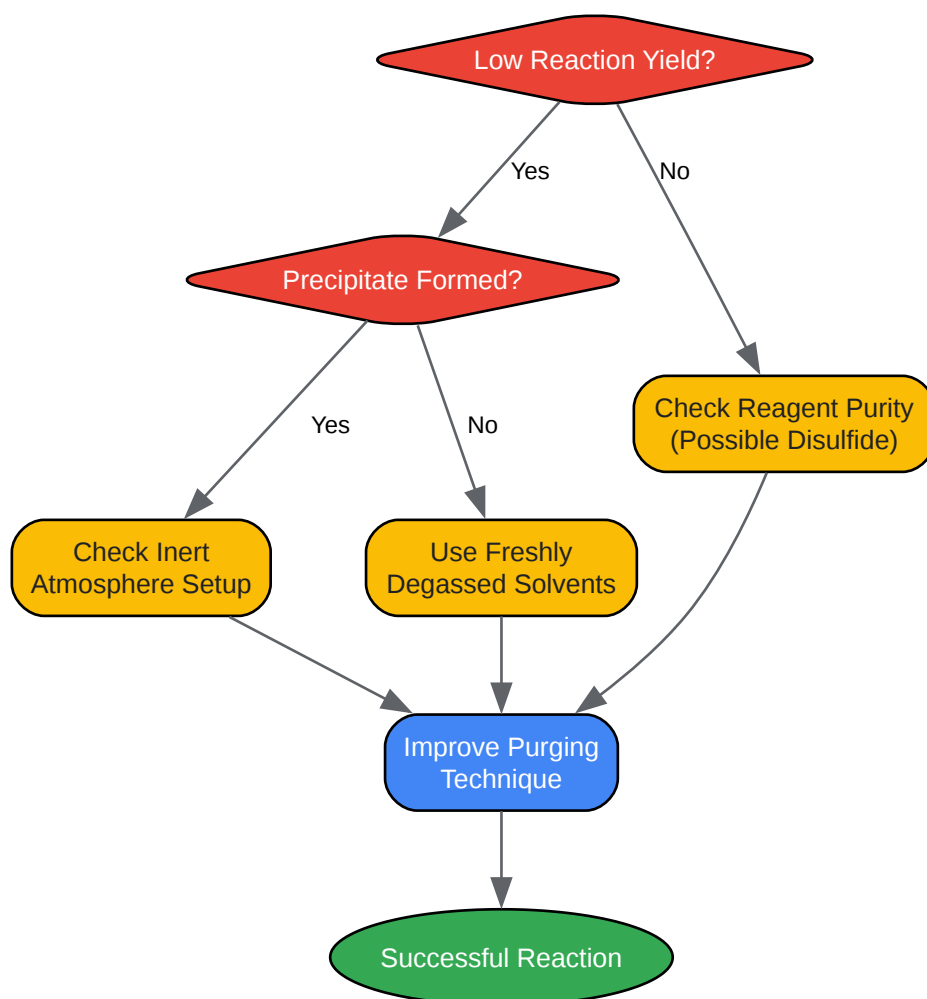 Low Reaction Yield?
Yes
No
Precipitate Formed?
Yes
No
Check Reagent Purity
(Possible Disulfide)
Check Inert
Atmosphere Setup
Use Freshly
Degassed Solvents
Improve Purging
Technique
Successful Reaction